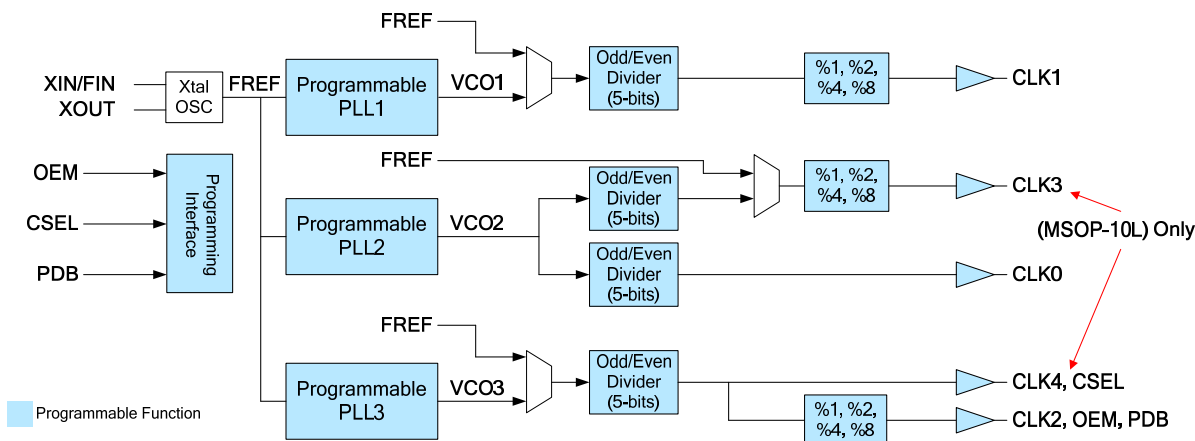 FREF
XIN/FIN
XOUT
Xtal
OSC
FREF
Programmable
PLL1
VCO1
Odd/Even
Divider
(5-bits)
%1, %2,
%4, %8
CLK1
OEM
CSEL
PDB
Programming
Interface
FREF
Programmable
PLL2
VCO2
Odd/Even
Divider
(5-bits)
%1, %2,
%4, %8
CLK3
(MSOP-10L) Only
Odd/Even
Divider
(5-bits)
CLK0
FREF
Programmable
PLL3
VCO3
Odd/Even
Divider
(5-bits)
CLK4, CSEL
%1, %2,
%4, %8
CLK2, OEM, PDB
Programmable Function